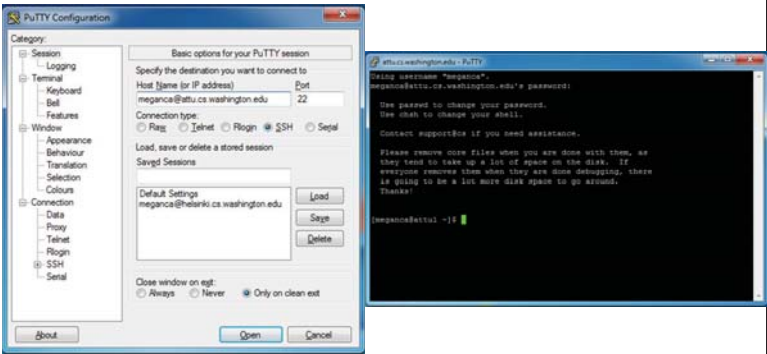 PuTTY Configuration
Category:
Session
Logging
Terminal
Keyboard
Bell
Features
Window
Appearance
Behaviour
Translation
Selection
Colours
Connection
Data
Proxy
Telnet
Rlogin
SSH
Serial
Basic options for your PuTTY session
Specify the destination you want to connect to
Host Name (or IP address) Port
meganca@attu.cs.washington.edu 22
Connection type:
Raw Telnet Rlogin SSH Serial
Load, save or delete a stored session
Saved Sessions
Default Settings
meganca@helsinki.cs.washington.edu
Load
Save
Delete
Close window on exit:
Always Never Only on clean exit
About Open Cancel
attu.cs.washington.edu - PuTTY
Using username "meganca".
meganca@attu.cs.washington.edu's password:
Use passwd to change your password.
Use chsh to change your shell.
Contact support@cs if you need assistance.
Please remove core files when you are done with them, as
they tend to take up a lot of space on the disk. If
everyone removes them when they are done debugging, there
is going to be a lot more disk space to go around.
Thanks!
[meganca@attu1 ~]$